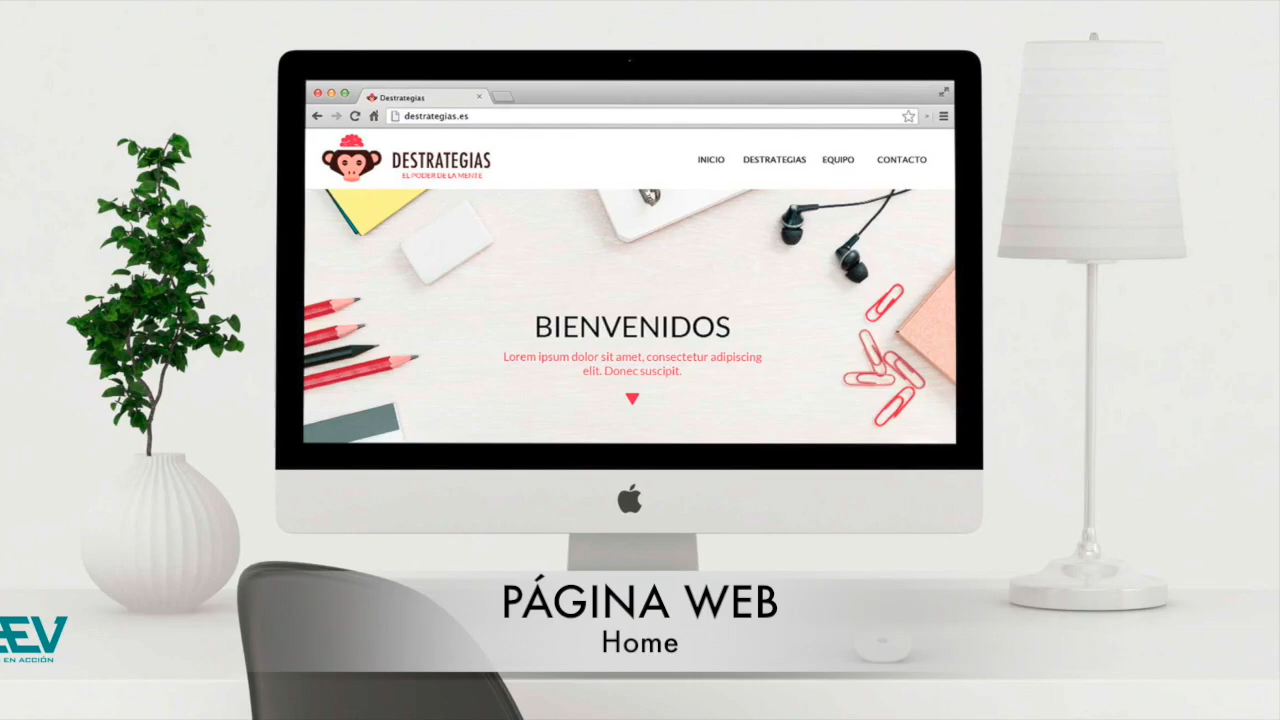 Destrategias
destrategias.es
DESTRATEGIAS
EL PODER DE LA MENTE
INICIO DESTRATEGIAS EQUIPO CONTACTO
BIENVENIDOS
Lorem ipsum dolor sit amet, consectetur adipiscing
elit. Donec suscipit.
PÁGINA WEB
Home
EN ACCIÓN